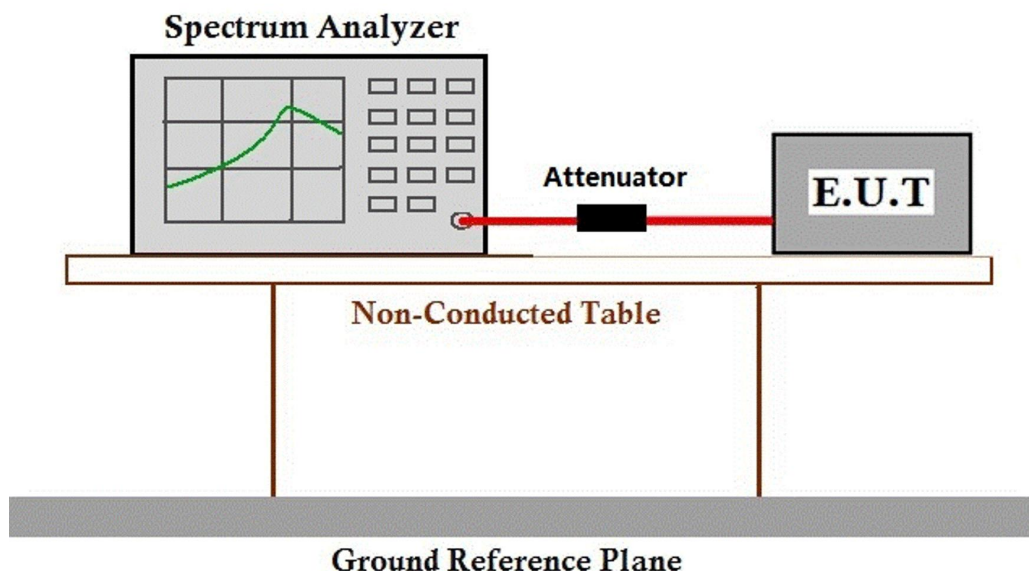 Spectrum Analyzer
Attenuator
E.U.T
Non-Conducted Table
Ground Reference Plane